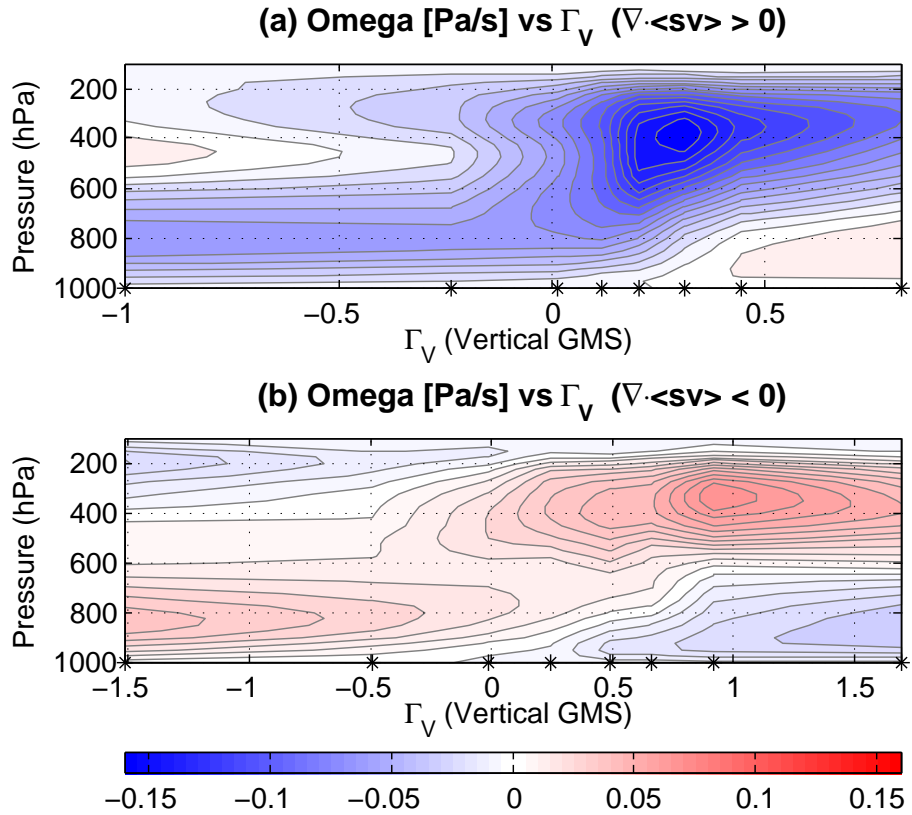 (a) Omega [Pa/s] vs Γ_V (∇·<sv> > 0)
Pressure (hPa)
200
400
600
800
1000
−1 −0.5 0 0.5
Γ_V (Vertical GMS)
(b) Omega [Pa/s] vs Γ_V (∇·<sv> < 0)
Pressure (hPa)
200
400
600
800
1000
−1.5 −1 −0.5 0 0.5 1 1.5
Γ_V (Vertical GMS)
−0.15 −0.1 −0.05 0 0.05 0.1 0.15